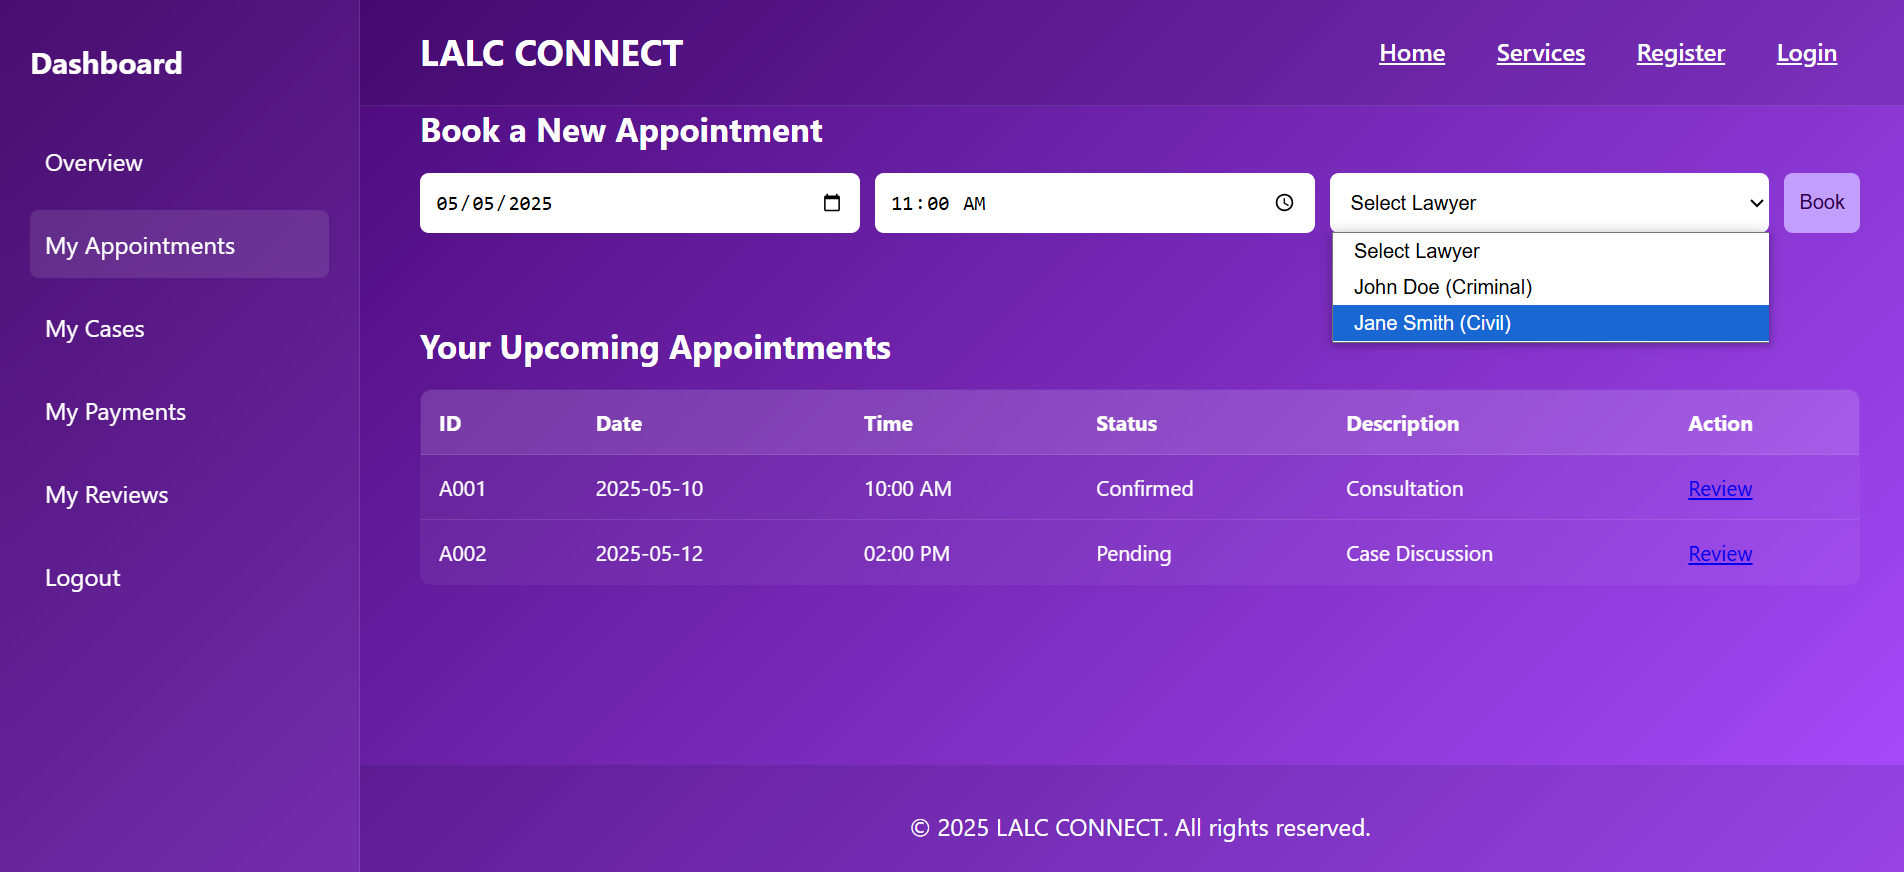 Dashboard
Overview
My Appointments
My Cases
My Payments
My Reviews
Logout
LALC CONNECT
Home Services Register Login
Book a New Appointment
05/05/2025 11:00 AM Select Lawyer Book
Select Lawyer
John Doe (Criminal)
Jane Smith (Civil)
Your Upcoming Appointments
ID Date Time Status Description Action
A001 2025-05-10 10:00 AM Confirmed Consultation Review
A002 2025-05-12 02:00 PM Pending Case Discussion Review
© 2025 LALC CONNECT. All rights reserved.